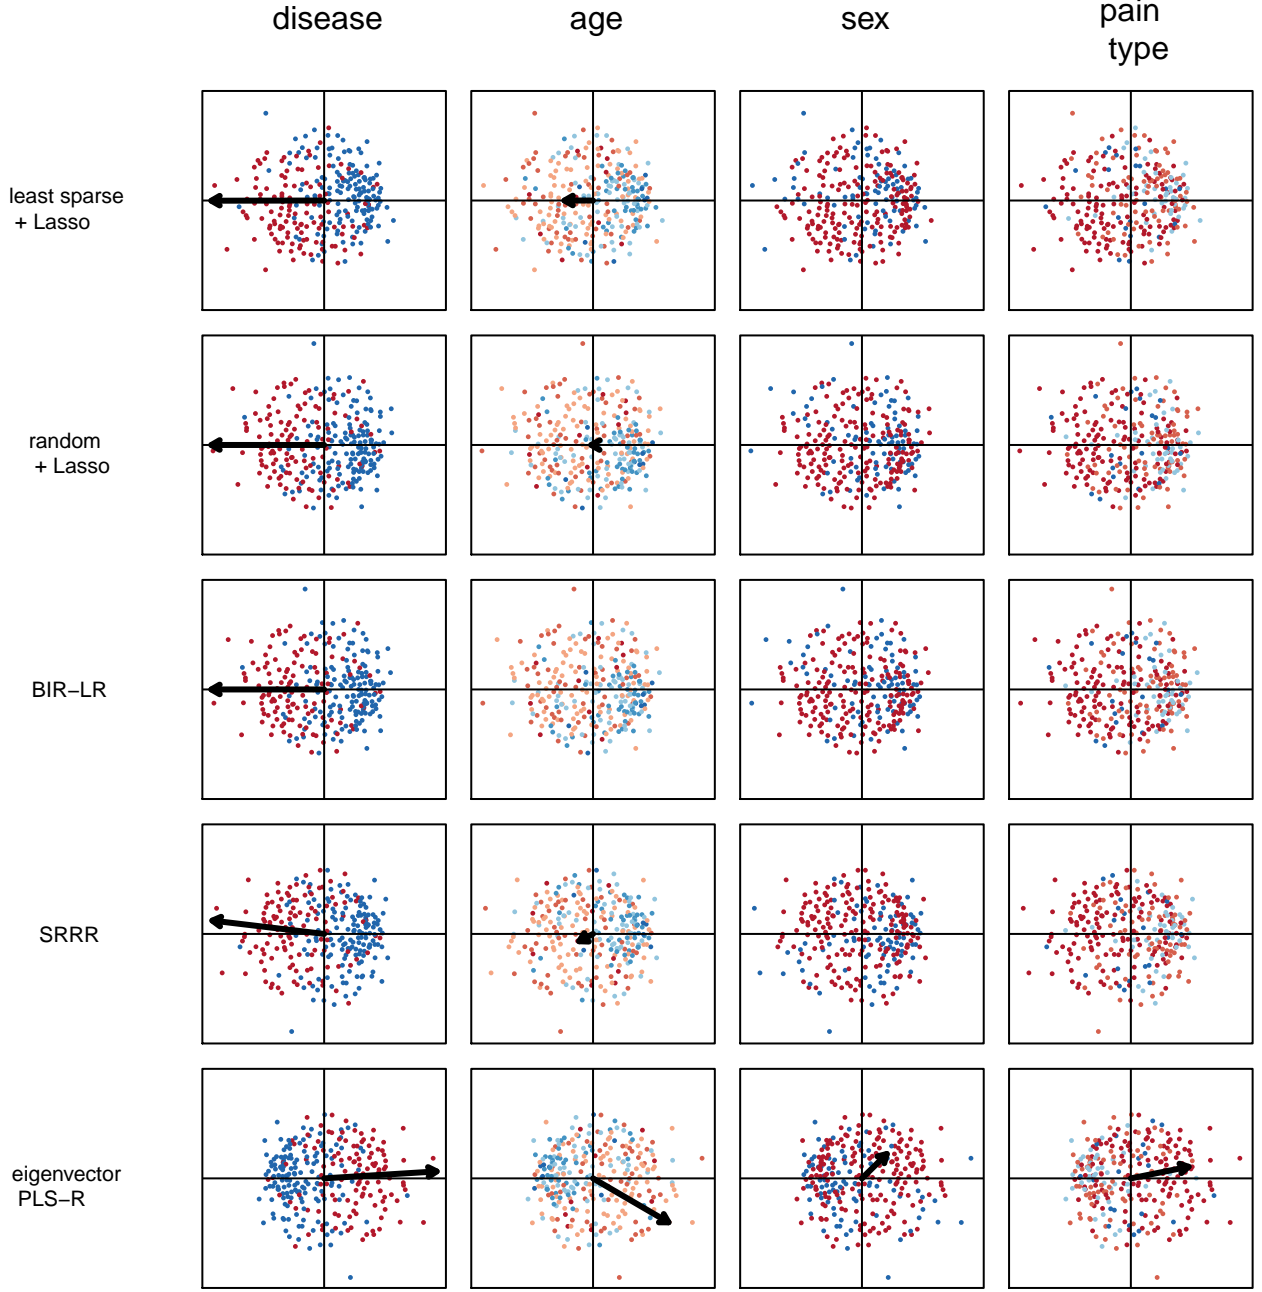 disease
age
sex
pain
type
least sparse
+ Lasso
random
+ Lasso
BIR−LR
SRRR
eigenvector
PLS−R